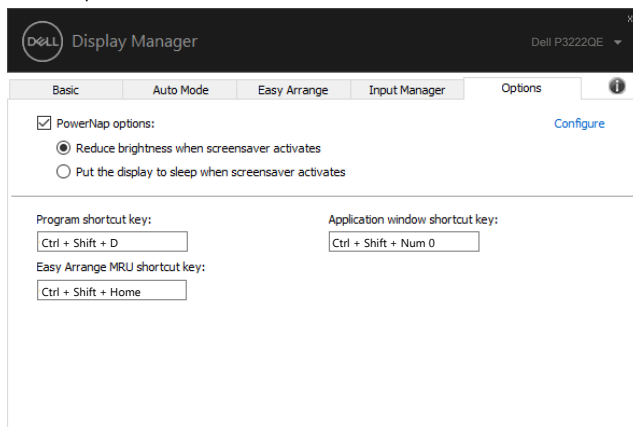 DELL Display Manager
Dell P3222QE
Basic Auto Mode Easy Arrange Input Manager Options
PowerNap options: Configure
Reduce brightness when screensaver activates
Put the display to sleep when screensaver activates
Program shortcut key: Application window shortcut key:
Ctrl + Shift + D Ctrl + Shift + Num 0
Easy Arrange MRU shortcut key:
Ctrl + Shift + Home